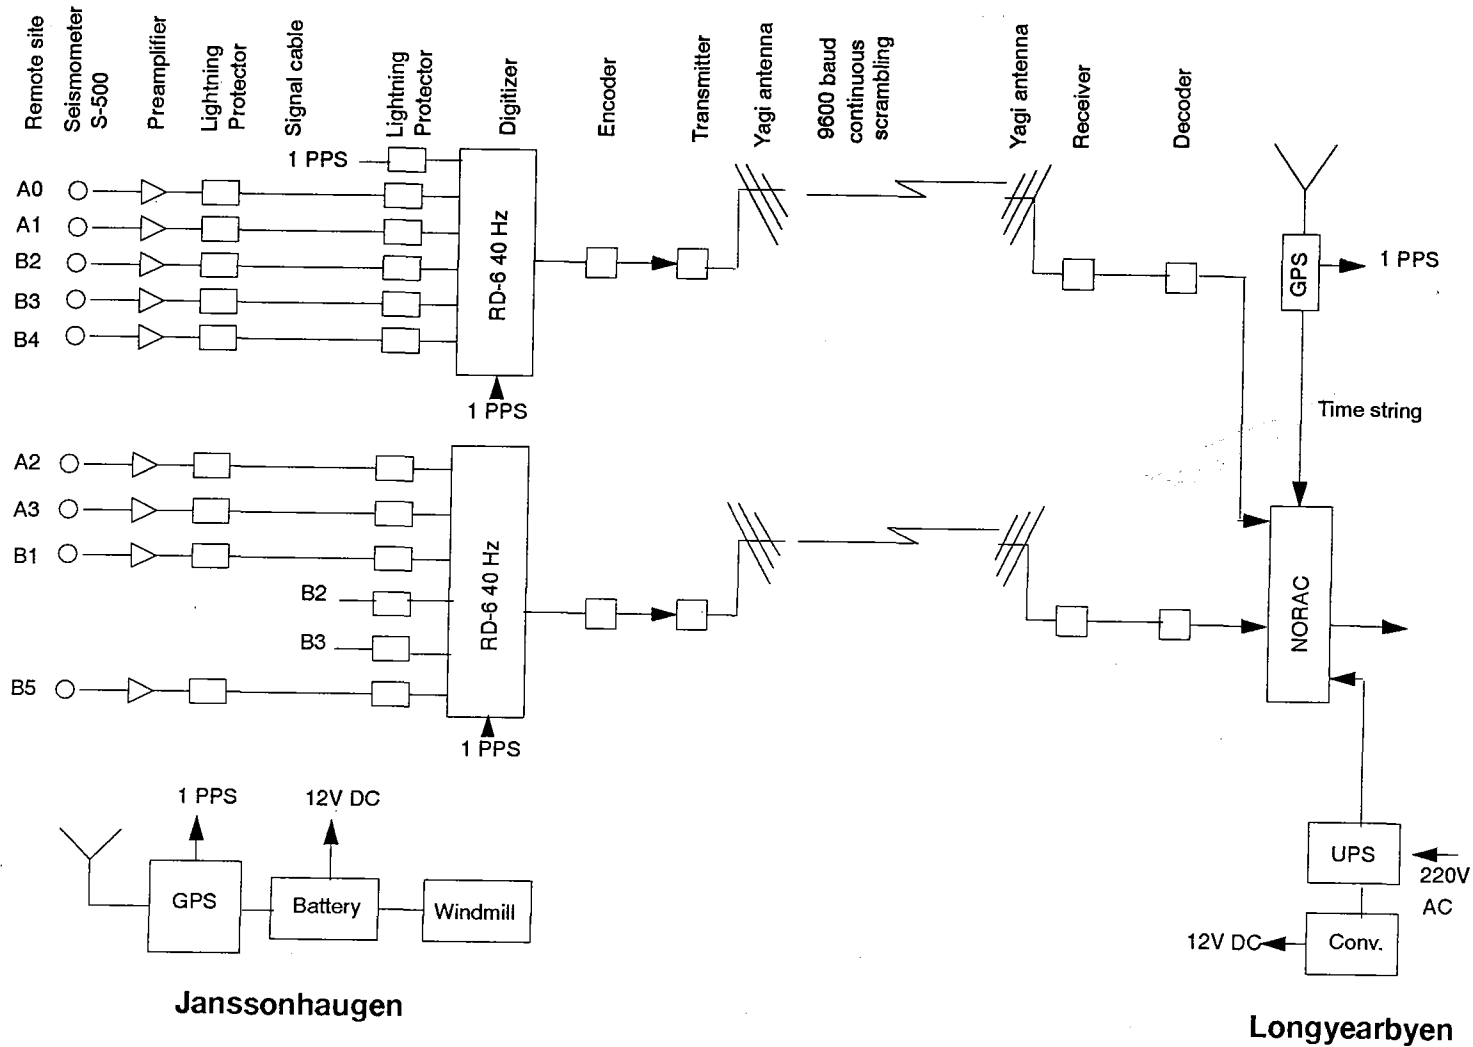 Remote site
Seismometer
S-500
Preamplifier
Lightning
Protector
Signal cable
Lightning
Protector
Digitizer
Encoder
Transmitter
Yagi antenna
9600 baud
continuous
scrambling
Yagi antenna
Receiver
Decoder
1 PPS
A0
A1
B2
B3
B4
RD-6 40 Hz
1 PPS
GPS
1 PPS
Time string
A2
A3
B1
B2
B3
B5
RD-6 40 Hz
1 PPS
NORAC
1 PPS
12V DC
GPS
Battery
Windmill
UPS
220V
AC
12V DC
Conv.
Janssonhaugen
Longyearbyen